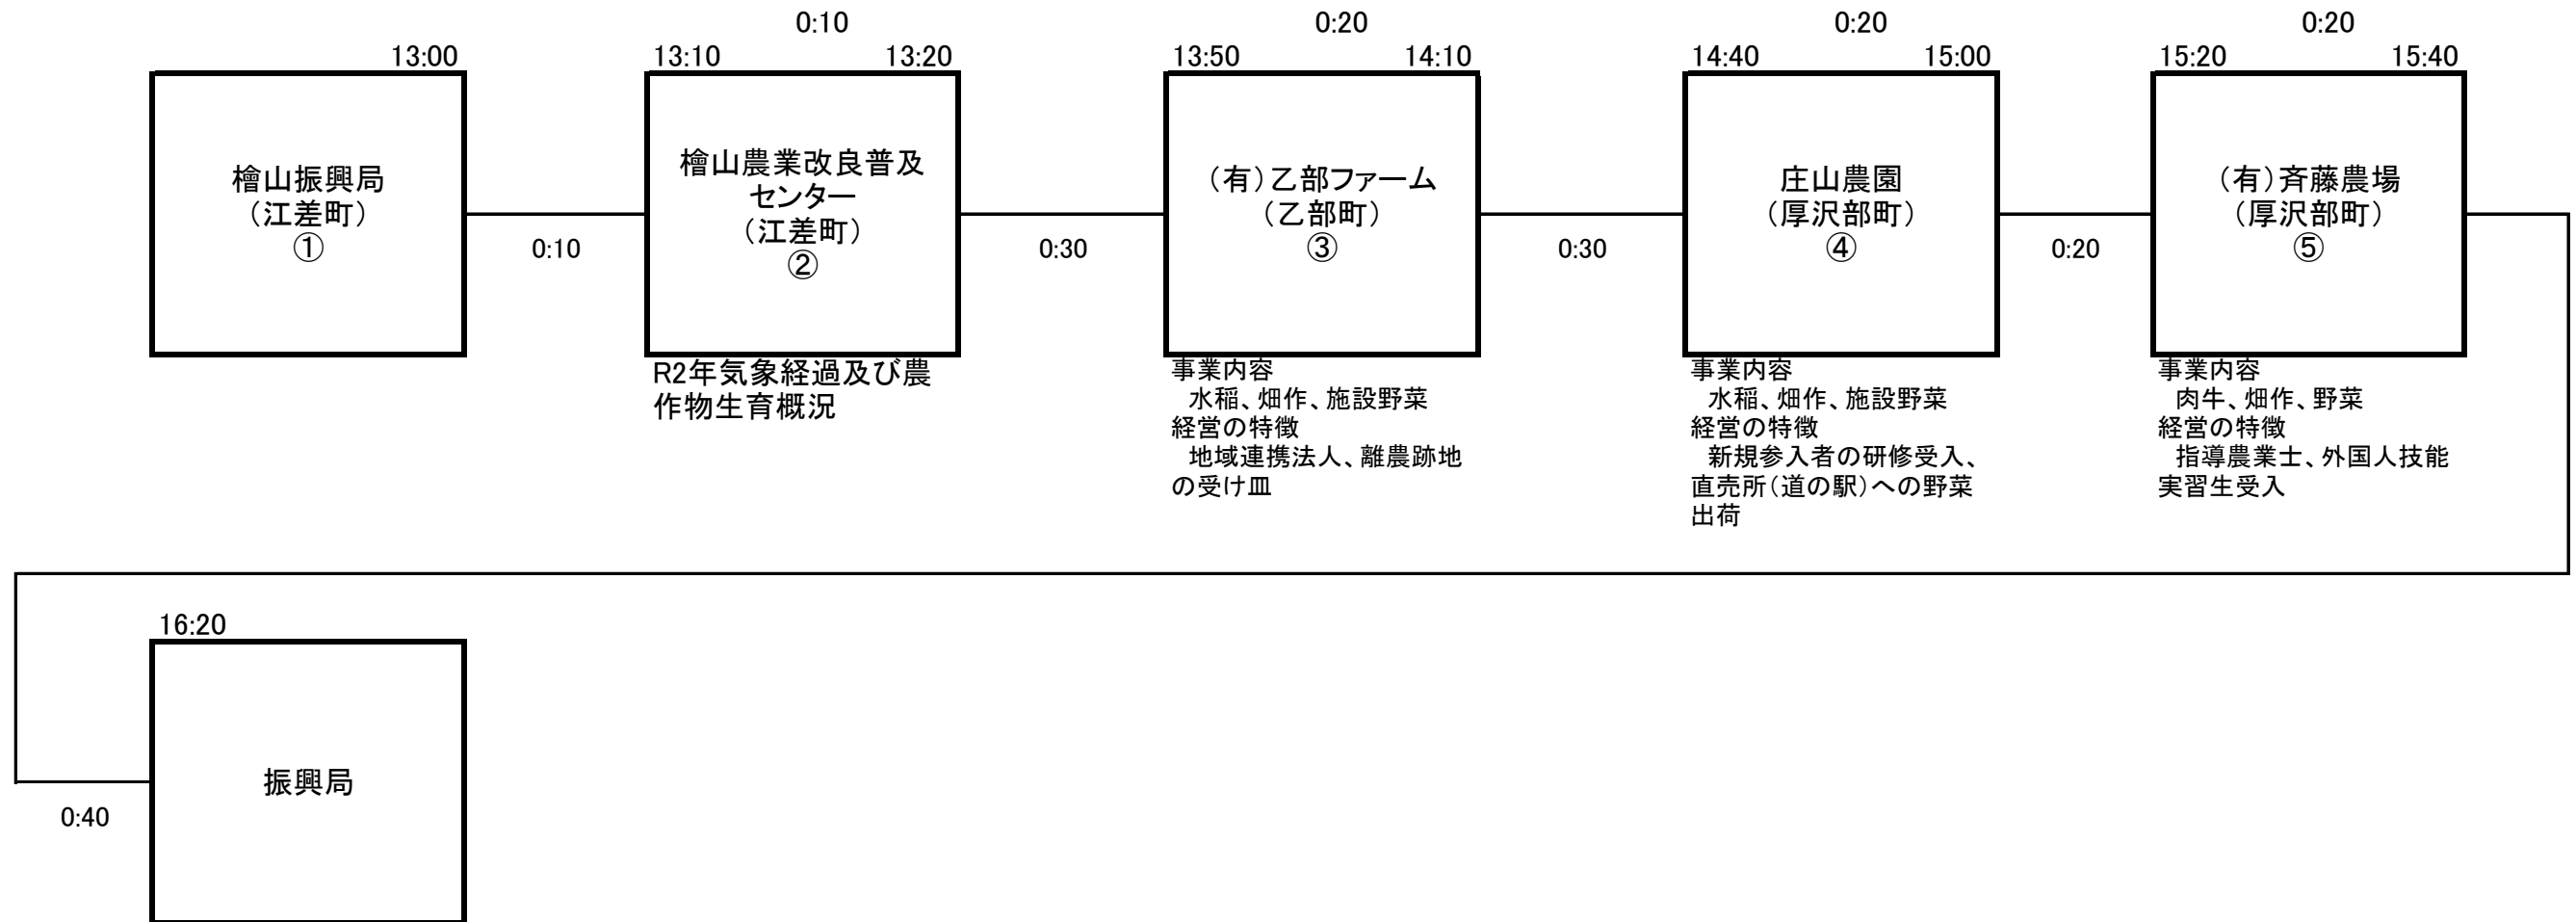 0:10
0:20
0:20
0:20
13:00
13:10
13:20
13:50
14:10
14:40
15:00
15:20
15:40
檜山振興局
（江差町）
①
0:10
檜山農業改良普及
センター
（江差町）
②
0:30
（有）乙部ファーム
（乙部町）
③
0:30
庄山農園
（厚沢部町）
④
0:20
（有）斉藤農場
（厚沢部町）
⑤
R2年気象経過及び農
作物生育概況
事業内容
水稲、畑作、施設野菜
経営の特徴
地域連携法人、離農跡地
の受け皿
事業内容
水稲、畑作、施設野菜
経営の特徴
新規参入者の研修受入、
直売所（道の駅）への野菜
出荷
事業内容
肉牛、畑作、野菜
経営の特徴
指導農業士、外国人技能
実習生受入
16:20
振興局
0:40